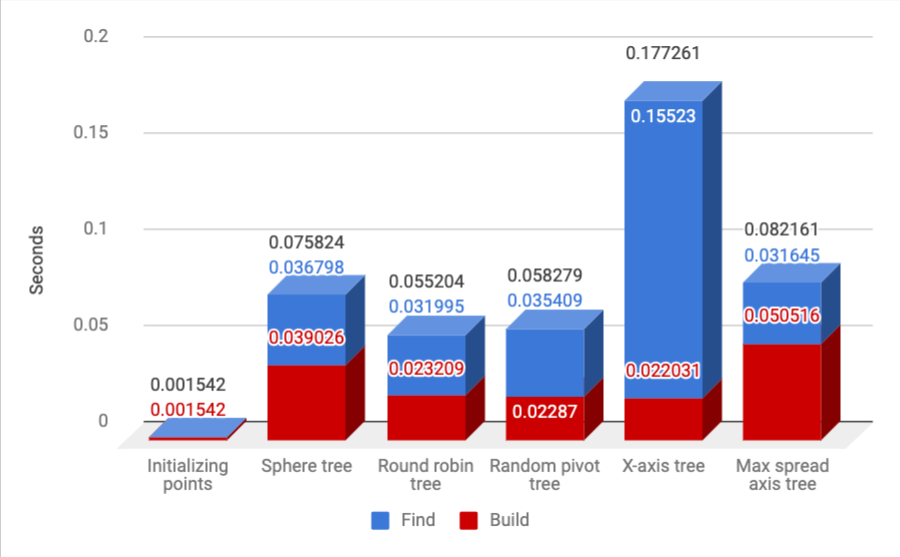 0.2
0.15
0.1
0.05
0
Seconds
0.001542
0.001542
0.075824
0.036798
0.039026
0.055204
0.031995
0.023209
0.058279
0.035409
0.02287
0.177261
0.15523
0.022031
0.082161
0.031645
0.050516
Initializing
points
Sphere tree
Round robin
tree
Random pivot
tree
X-axis tree
Max spread
axis tree
Find
Build